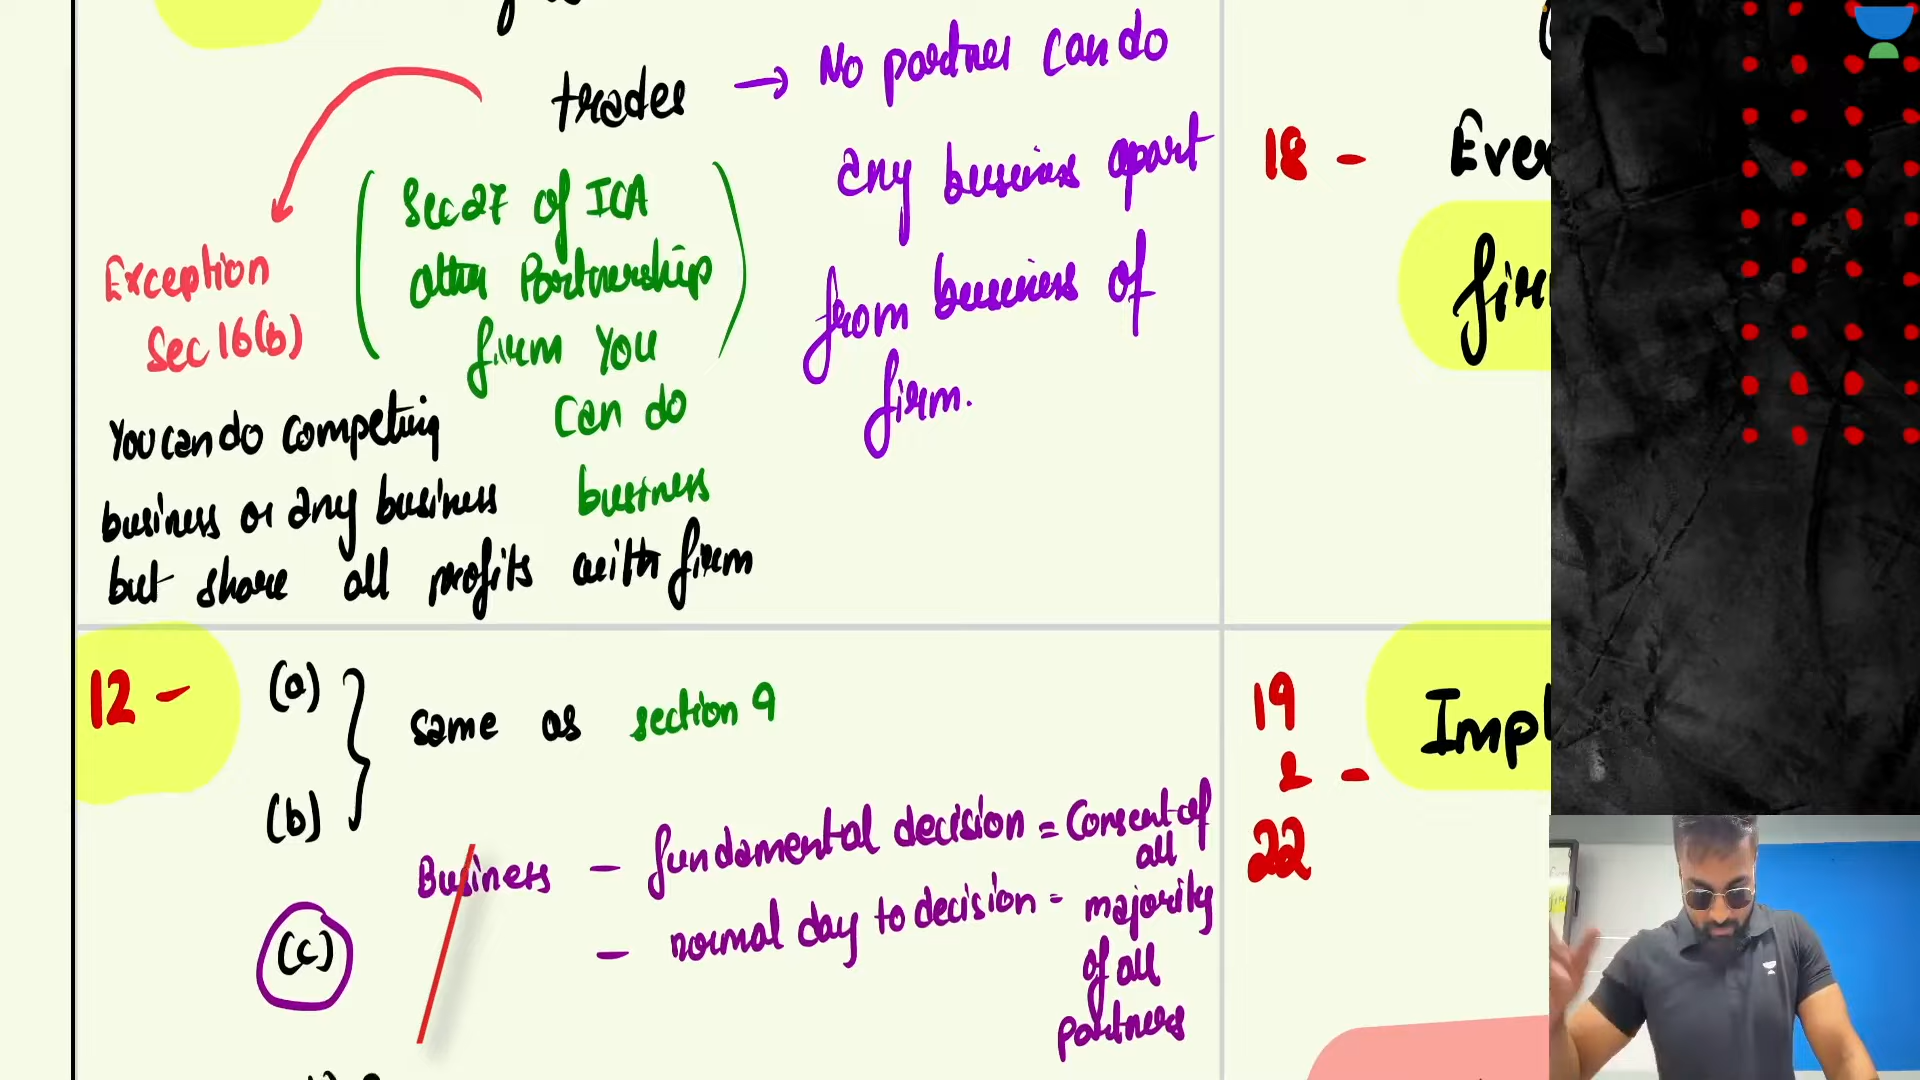 trades → No partner can do
any business apart
from business of
firm.
(Sec 27 of ICA
other Partnership
firm You
can do
business)
Exception
Sec 16(b)
You can do competing
business or any business
but share all profits with firm
12 - (a)
(b)
same as section 9
(c)
Business - fundamental decision = Consent of
all
- normal day to decision = majority
of all
partners
18 - Ever
fir
19
&
22 - Impl